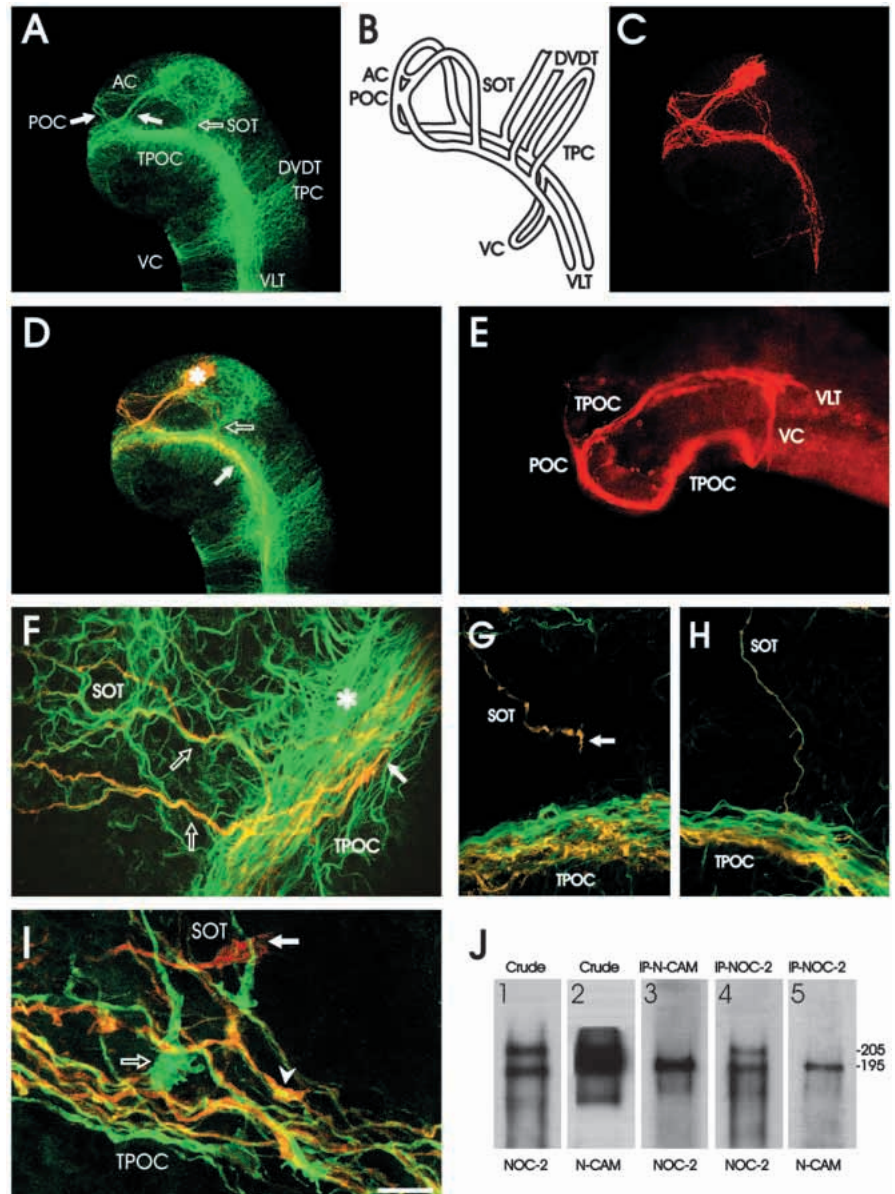 A
AC
POC
SOT
TPOC
DVDT
TPC
VC
VLT
B
AC
POC
SOT
DVDT
TPC
VC
VLT
C
D
*
E
TPOC
VLT
POC
VC
TPOC
F
SOT
*
TPOC
G
SOT
TPOC
H
SOT
TPOC
I
SOT
TPOC
J
Crude Crude IP-N-CAM IP-NOC-2 IP-NOC-2
1 2 3 4 5
-205
-195
NOC-2 N-CAM NOC-2 NOC-2 N-CAM